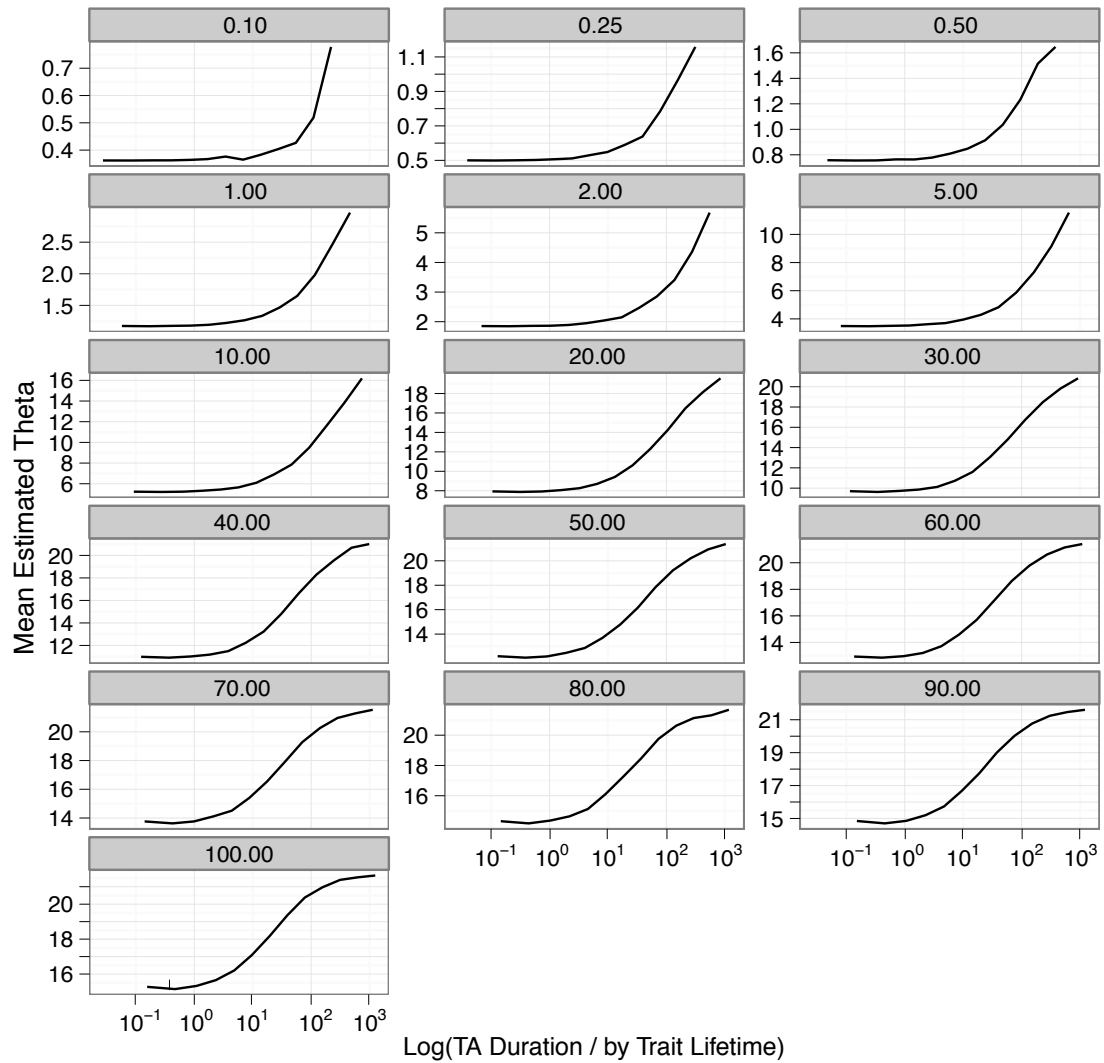 0.10 0.25 0.50
0.7 0.6 0.5 0.4
1.1 0.9 0.7 0.5
1.6 1.4 1.2 1.0 0.8
1.00 2.00 5.00
2.5 2.0 1.5
5 4 3 2
10 8 6 4
10.00 20.00 30.00
16 14 12 10 8 6
18 16 14 12 10 8
20 18 16 14 12 10
40.00 50.00 60.00
20 18 16 14 12
20 18 16 14
20 18 16 14
70.00 80.00 90.00
20 18 16 14
20 18 16
21 19 17 15
10⁻¹ 10⁰ 10¹ 10² 10³
10⁻¹ 10⁰ 10¹ 10² 10³
100.00
20 18 16
10⁻¹ 10⁰ 10¹ 10² 10³
Mean Estimated Theta
Log(TA Duration / by Trait Lifetime)